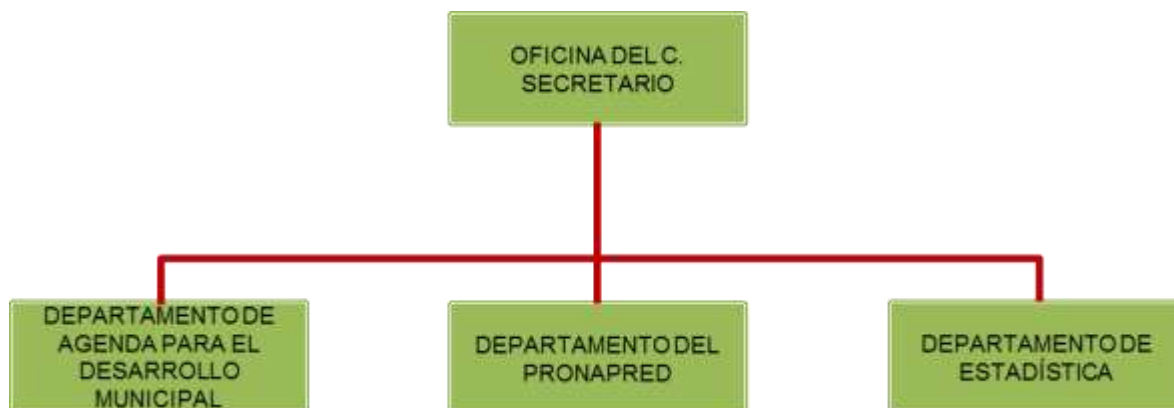 OFICINA DEL C.
SECRETARIO
DEPARTAMENTO DE
AGENDA PARA EL
DESARROLLO
MUNICIPAL
DEPARTAMENTO DEL
PRONAPRED
DEPARTAMENTO DE
ESTADÍSTICA